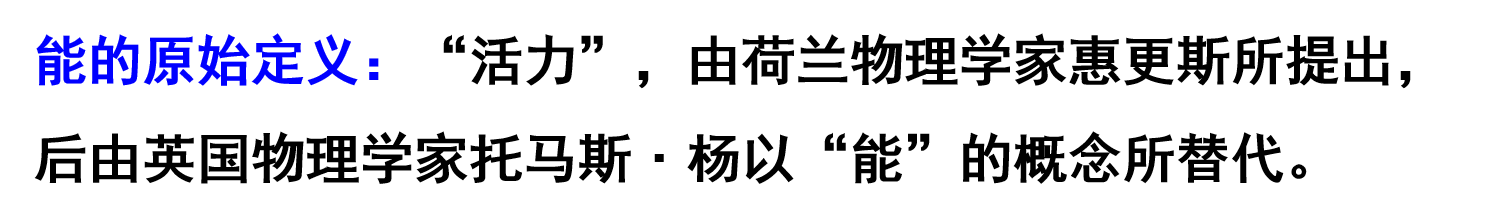 能的原始定义：“活力”，由荷兰物理学家惠更斯所提出，
后由英国物理学家托马斯·杨以“能”的概念所替代。